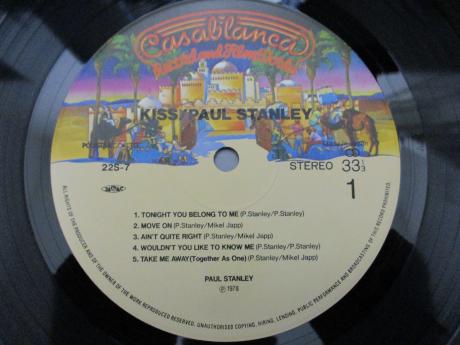 Casablanca
Record and FilmWorks
KISS/PAUL STANLEY
22S-7
STEREO 33 1/3
1
1. TONIGHT YOU BELONG TO ME (P.Stanley/P.Stanley)
2. MOVE ON (P.Stanley/Mikel Japp)
3. AIN'T QUITE RIGHT (P.Stanley/Mikel Japp)
4. WOULDN'T YOU LIKE TO KNOW ME (P.Stanley/P.Stanley)
5. TAKE ME AWAY(Together As One) (P.Stanley/Mikel Japp)
PAUL STANLEY
Ⓟ 1978
ALL RIGHTS OF THE PRODUCER AND OF THE OWNER OF THE WORK REPRODUCED RESERVED. UNAUTHORISED COPYING, HIRING, LENDING, PUBLIC PERFORMANCE AND BROADCASTING OF THIS RECORD PROHIBITED.